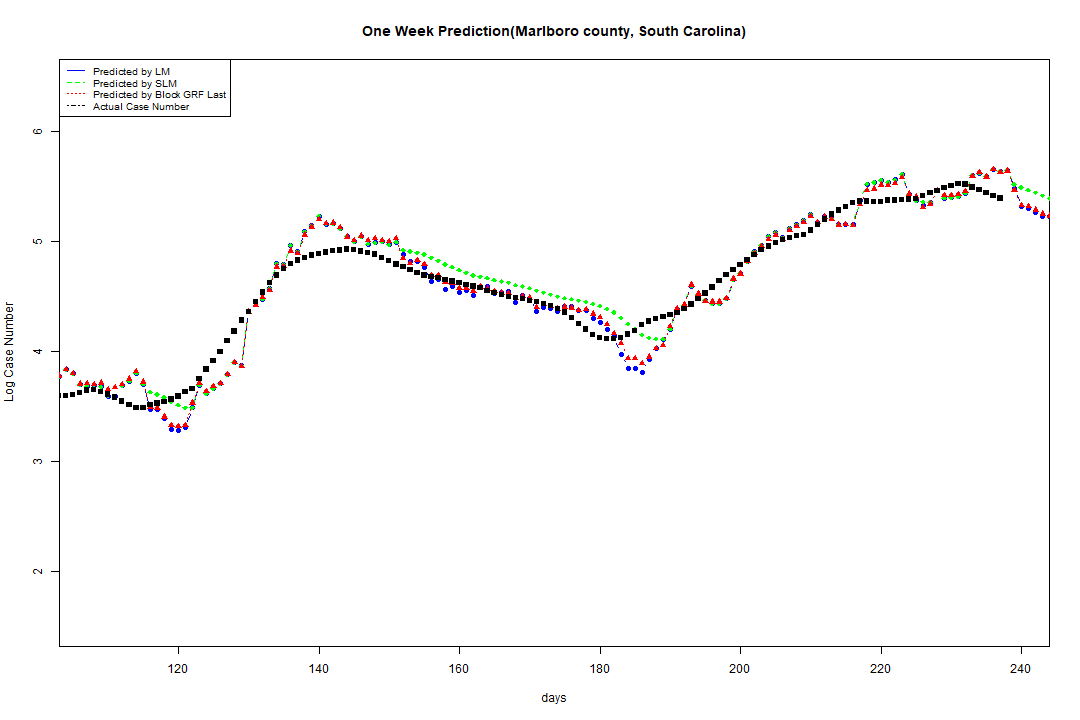 One Week Prediction(Marlboro county, South Carolina)
Predicted by LM
Predicted by SLM
Predicted by Block GRF Last
Actual Case Number
6
5
4
3
2
Log Case Number
120 140 160 180 200 220 240
days